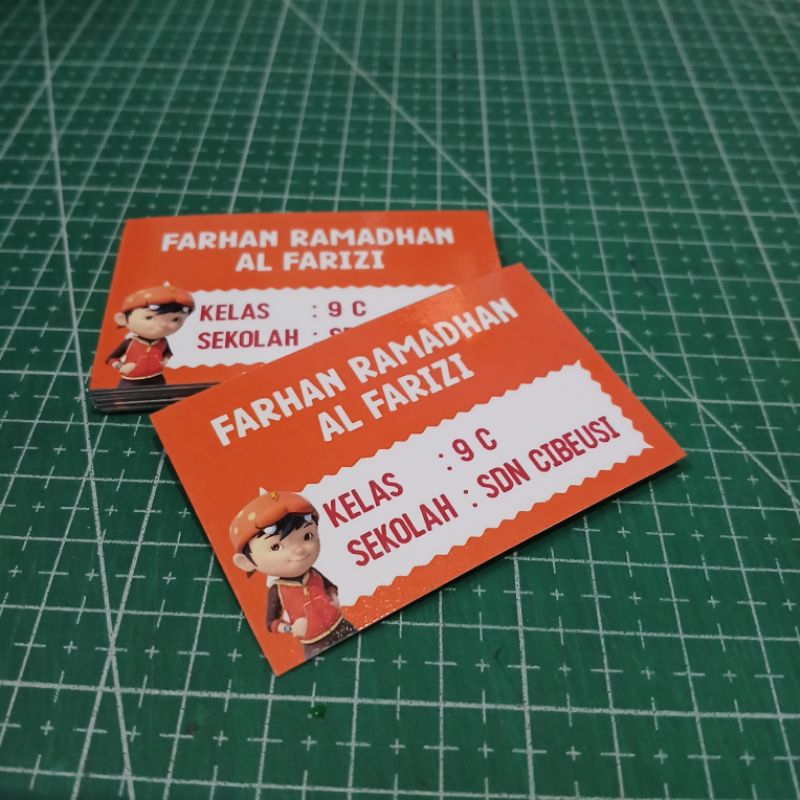 FARHAN RAMADHAN
AL FARIZI
KELAS : 9 C
SEKOLAH :
FARHAN RAMADHAN
AL FARIZI
KELAS : 9 C
SEKOLAH : SDN CIBEUSI